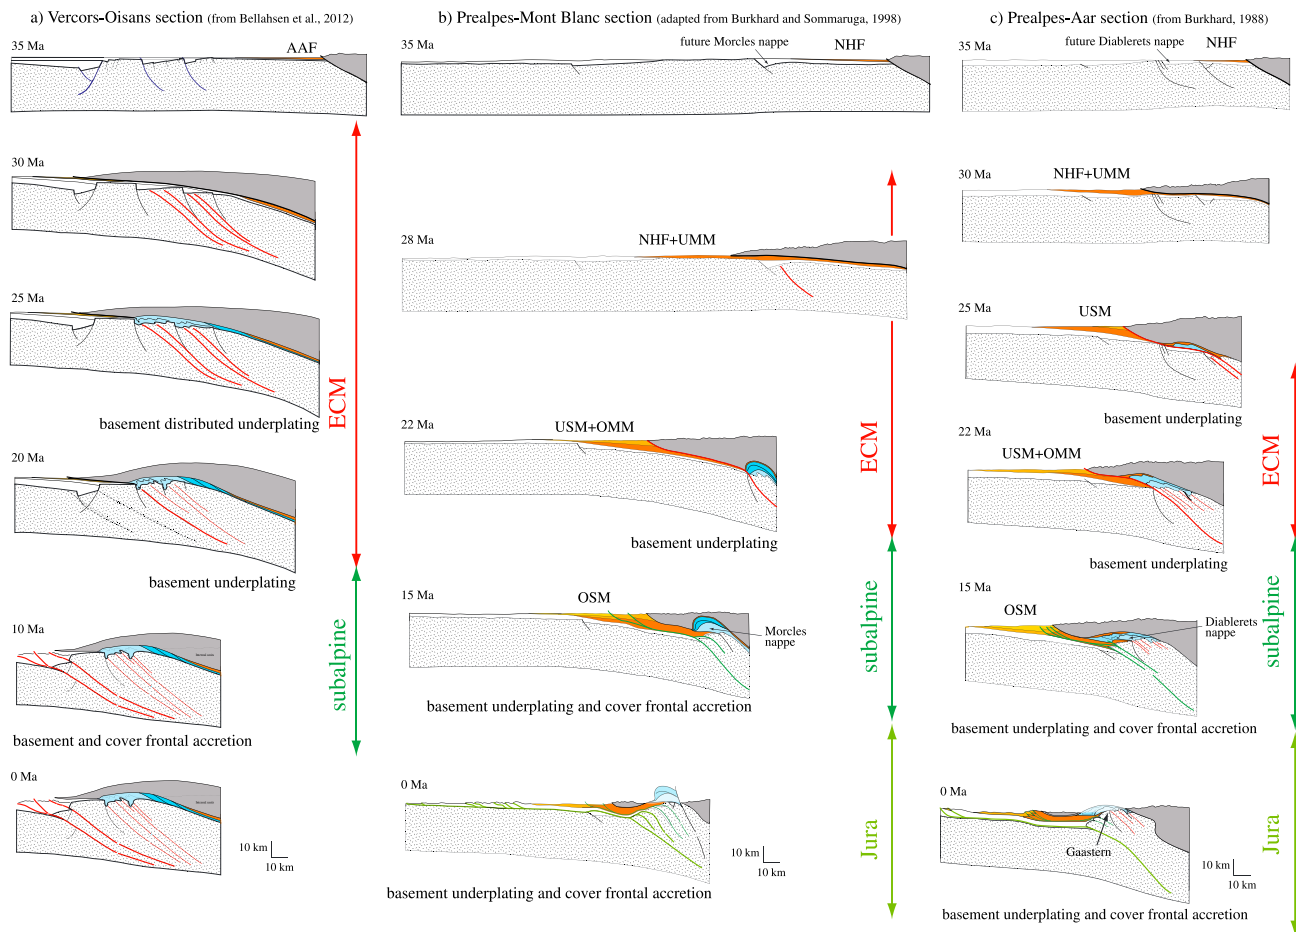 a) Vercors-Oisans section (from Bellahsen et al., 2012)
35 Ma
AAF
30 Ma
25 Ma
basement distributed underplating
ECM
20 Ma
basement underplating
10 Ma
subalpine
basement and cover frontal accretion
0 Ma
10 km
10 km
b) Prealpes-Mont Blanc section (adapted from Burkhard and Sommaruga, 1998)
35 Ma
future Morcles nappe
NHF
28 Ma
NHF+UMM
22 Ma
USM+OMM
ECM
basement underplating
15 Ma
OSM
Morcles
nappe
subalpine
basement underplating and cover frontal accretion
0 Ma
10 km
10 km
Jura
basement underplating and cover frontal accretion
c) Prealpes-Aar section (from Burkhard, 1988)
35 Ma
future Diablerets nappe
NHF
30 Ma
NHF+UMM
25 Ma
USM
basement underplating
22 Ma
USM+OMM
ECM
basement underplating
15 Ma
OSM
Diablerets
nappe
subalpine
basement underplating and cover frontal accretion
0 Ma
Gaastern
10 km
10 km
Jura
basement underplating and cover frontal accretion